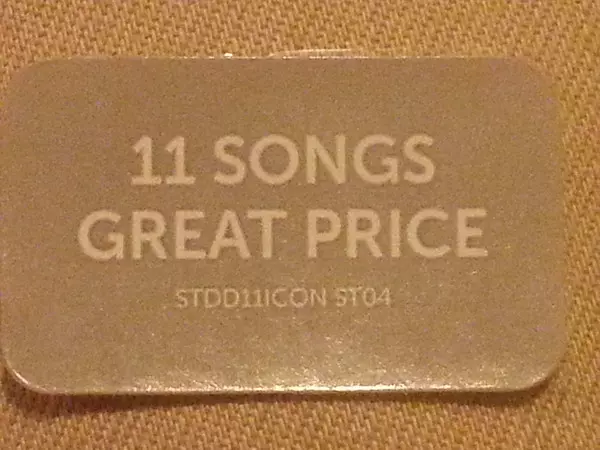 11 SONGS
GREAT PRICE
STDD11ICON ST04